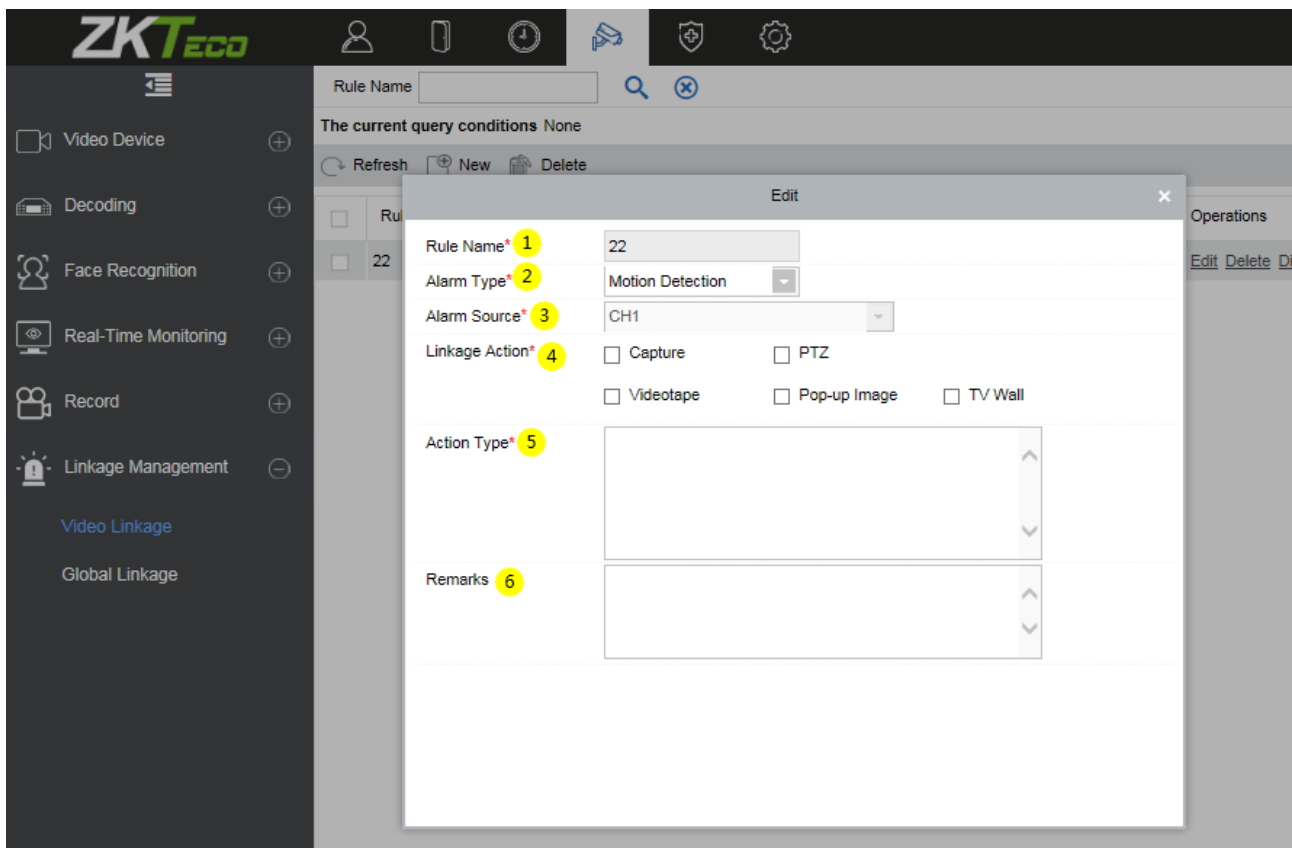 ZKTECO
Rule Name
The current query conditions None
Refresh New Delete
Video Device
Decoding
Face Recognition
Real-Time Monitoring
Record
Linkage Management
Video Linkage
Global Linkage
Ru
Operations
22
Edit Delete Di
Edit
Rule Name* 1 22
Alarm Type* 2 Motion Detection
Alarm Source* 3 CH1
Linkage Action* 4 Capture PTZ
Videotape Pop-up Image TV Wall
Action Type* 5
Remarks 6